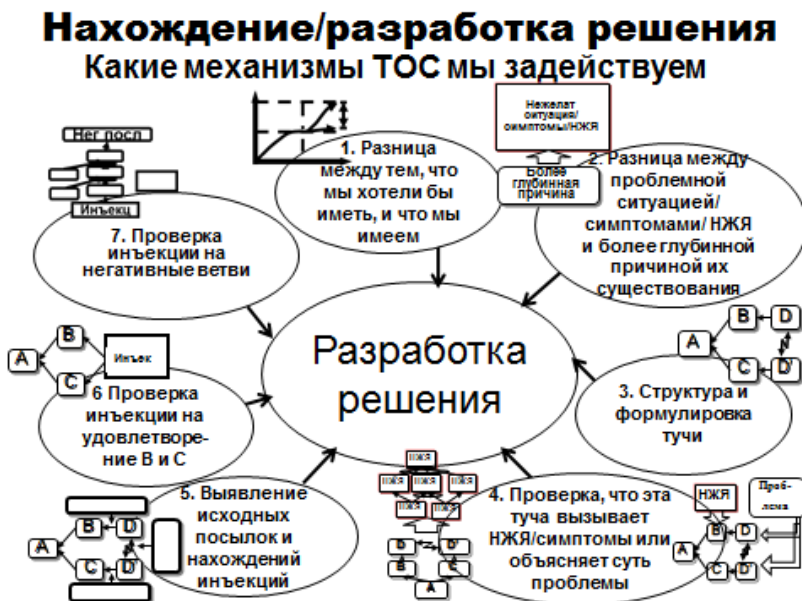 Нахождение/разработка решения
Какие механизмы ТОС мы задействуем
Нежелат
ситуация/
симптомы/НЖЯ
Более
глубинная
причина
1. Разница
между тем, что
мы хотели бы
иметь, и что мы
имеем
2. Разница между
проблемной
ситуацией/
симптомами/ НЖЯ
и более глубинной
причиной их
существования
B
D
A
C
D'
3. Структура и
формулировка
тучи
НЖЯ
Проб-
лема
B
D
A
C
D'
4. Проверка, что эта
туча вызывает
НЖЯ/симптомы или
объясняет суть
проблемы
НЖЯ
НЖЯ
НЖЯ
НЖЯ
НЖЯ
НЖЯ
D
D'
B
C
A
5. Выявление
исходных
посылок и
нахождений
инъекций
B
D
A
C
D'
6 Проверка
инъекции на
удовлетворе-
ние В и С
B
A
C
Инъек
7. Проверка
инъекции на
негативные ветви
Нег посл
Инъекц
Разработка
решения